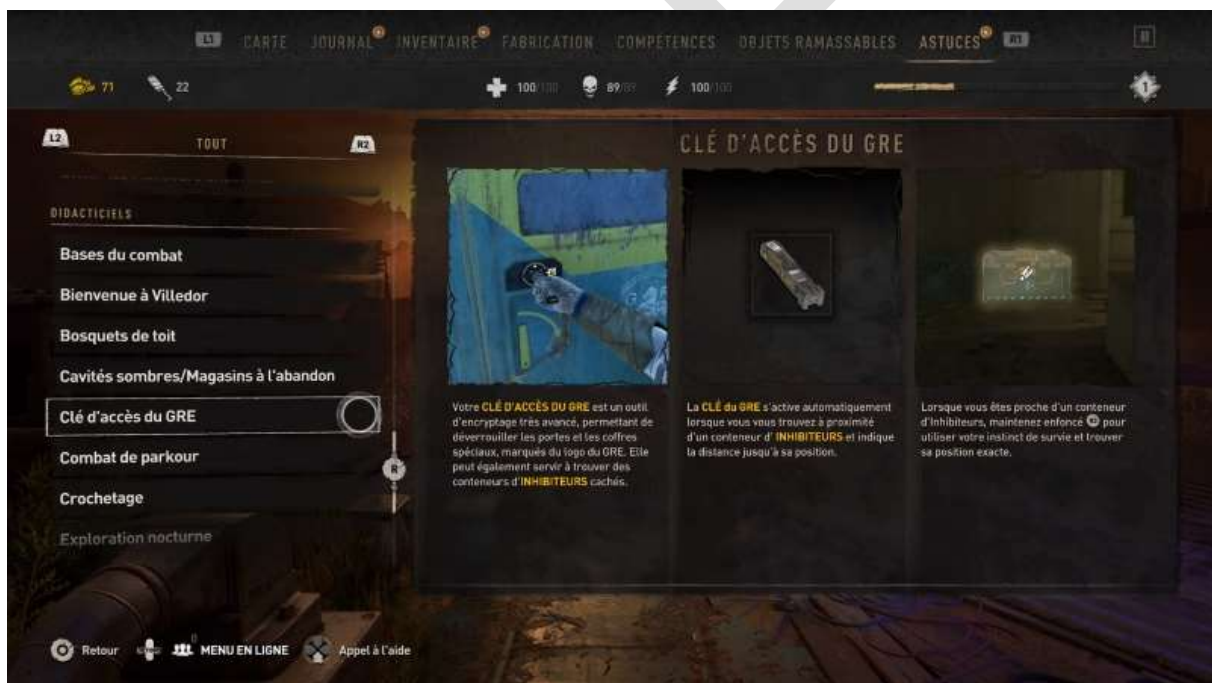 L1 CARTE JOURNAL INVENTAIRE FABRICATION COMPÉTENCES OBJETS RAMASSABLES ASTUCES R1
71 22 100/100 89/89 100/100 1
L2 TOUT R2
DIDACTICIELS
Bases du combat
Bienvenue à Villedor
Bosquets de toit
Cavités sombres/Magasins à l'abandon
Clé d'accès du GRE
Combat de parkour
Crochetage
Exploration nocturne
R
CLÉ D'ACCÈS DU GRE
Votre CLÉ D'ACCÈS DU GRE est un outil
d'encryptage très avancé, permettant de
déverrouiller les portes et les coffres
spéciaux, marqués du logo du GRE. Elle
peut également servir à trouver des
conteneurs d'INHIBITEURS cachés.
La CLÉ du GRE s'active automatiquement
lorsque vous vous trouvez à proximité
d'un conteneur d' INHIBITEURS et indique
la distance jusqu'à sa position.
Lorsque vous êtes proche d'un conteneur
d'Inhibiteurs, maintenez enfoncé pour
utiliser votre instinct de survie et trouver
sa position exacte.
Retour MENU EN LIGNE Appel à l'aide